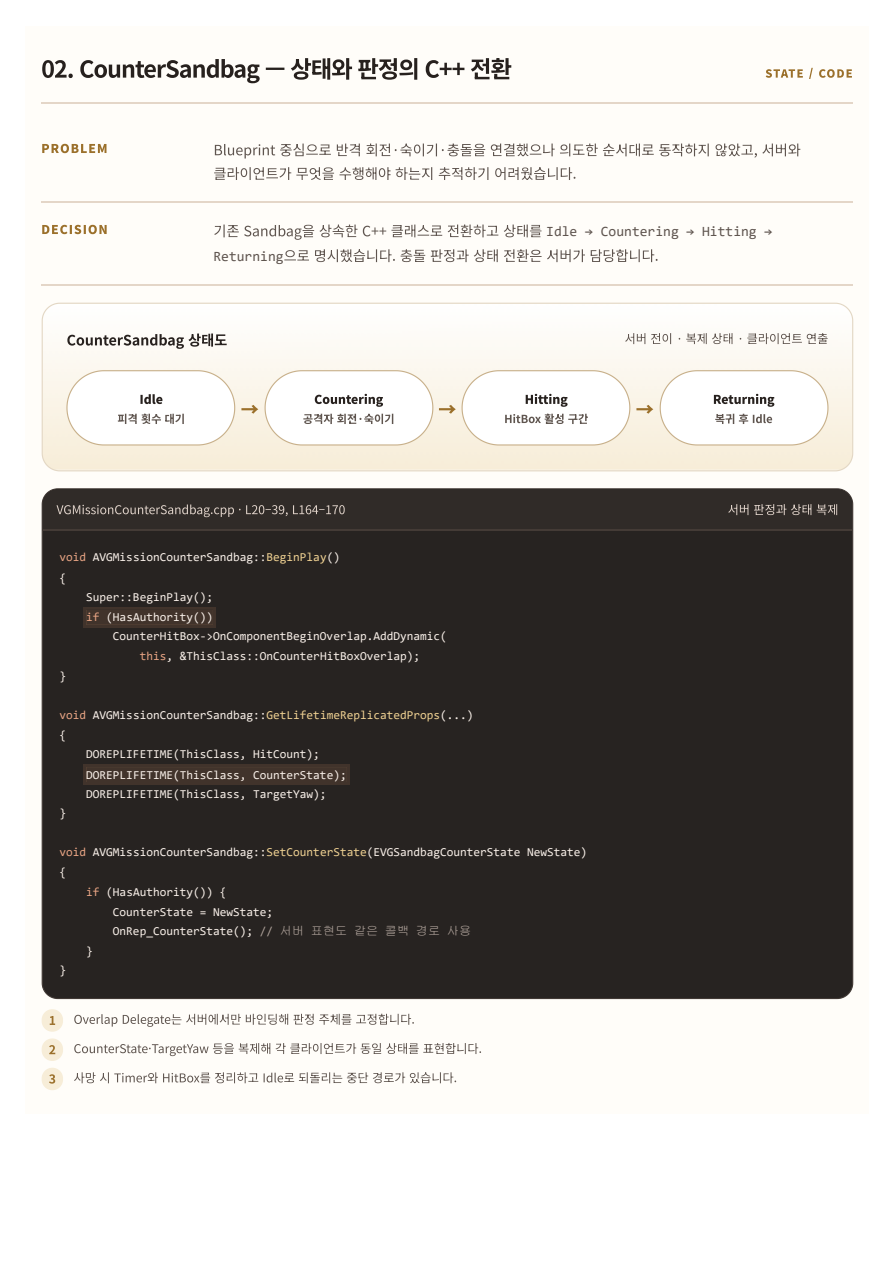 02. CounterSandbag — 상태와 판정의 C++ 전환
STATE / CODE
PROBLEM
Blueprint 중심으로 반격 회전·숙이기·충돌을 연결했으나 의도한 순서대로 동작하지 않았고, 서버와
클라이언트가 무엇을 수행해야 하는지 추적하기 어려웠습니다.
DECISION
기존 Sandbag을 상속한 C++ 클래스로 전환하고 상태를 Idle → Countering → Hitting →
Returning으로 명시했습니다. 충돌 판정과 상태 전환은 서버가 담당합니다.
CounterSandbag 상태도
서버 전이 · 복제 상태 · 클라이언트 연출
Idle
피격 횟수 대기
→
Countering
공격자 회전·숙이기
→
Hitting
HitBox 활성 구간
→
Returning
복귀 후 Idle
VGMissionCounterSandbag.cpp · L20–39, L164–170
서버 판정과 상태 복제
void AVGMissionCounterSandbag::BeginPlay()
{
    Super::BeginPlay();
    if (HasAuthority())
        CounterHitBox->OnComponentBeginOverlap.AddDynamic(
            this, &ThisClass::OnCounterHitBoxOverlap);
}
void AVGMissionCounterSandbag::GetLifetimeReplicatedProps(...)
{
    DOREPLIFETIME(ThisClass, HitCount);
    DOREPLIFETIME(ThisClass, CounterState);
    DOREPLIFETIME(ThisClass, TargetYaw);
}
void AVGMissionCounterSandbag::SetCounterState(EVGSandbagCounterState NewState)
{
    if (HasAuthority()) {
        CounterState = NewState;
        OnRep_CounterState(); // 서버 표현도 같은 콜백 경로 사용
    }
}
1 Overlap Delegate는 서버에서만 바인딩해 판정 주체를 고정합니다.
2 CounterState·TargetYaw 등을 복제해 각 클라이언트가 동일 상태를 표현합니다.
3 사망 시 Timer와 HitBox를 정리하고 Idle로 되돌리는 중단 경로가 있습니다.